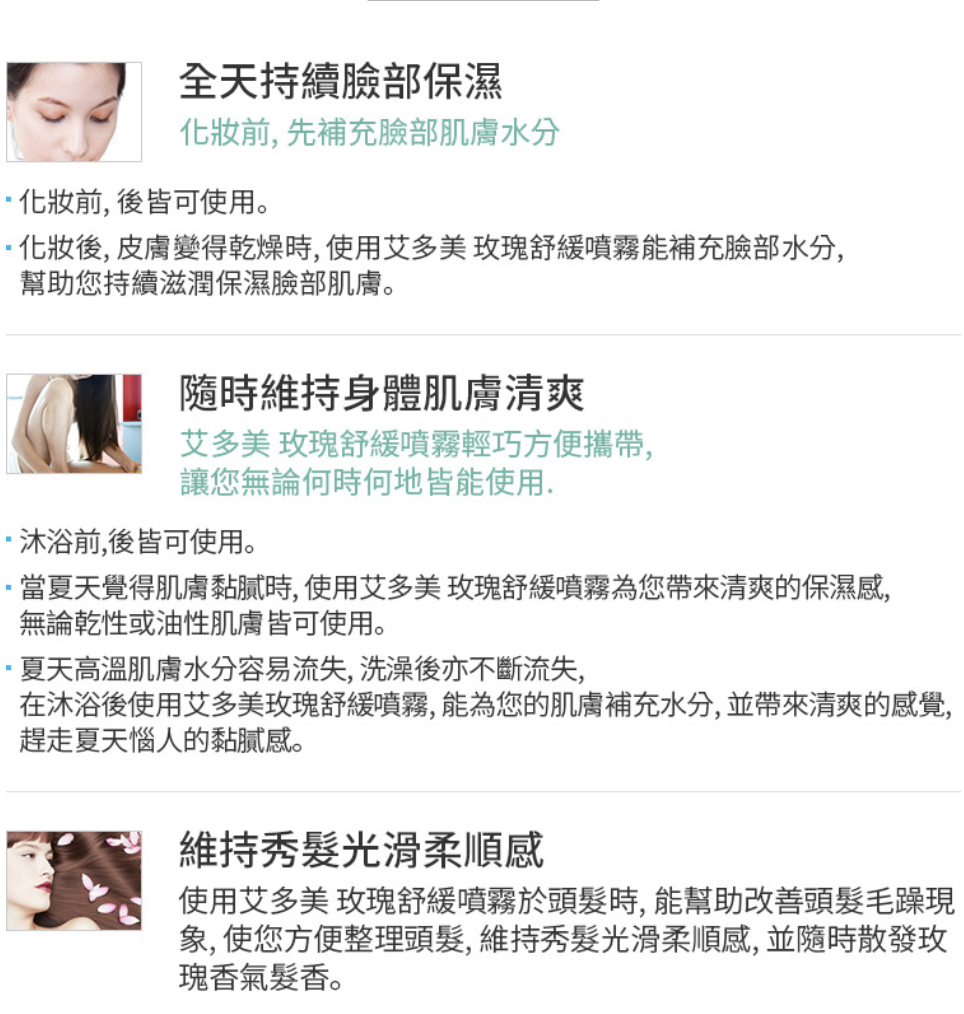 全天持續臉部保濕
化妝前, 先補充臉部肌膚水分
化妝前, 後皆可使用。
化妝後, 皮膚變得乾燥時, 使用艾多美 玫瑰舒緩噴霧能補充臉部水分,
幫助您持續滋潤保濕臉部肌膚。
隨時維持身體肌膚清爽
艾多美 玫瑰舒緩噴霧輕巧方便攜帶,
讓您無論何時何地皆能使用.
沐浴前,後皆可使用。
當夏天覺得肌膚黏膩時, 使用艾多美 玫瑰舒緩噴霧為您帶來清爽的保濕感,
無論乾性或油性肌膚皆可使用。
夏天高溫肌膚水分容易流失, 洗澡後亦不斷流失,
在沐浴後使用艾多美玫瑰舒緩噴霧, 能為您的肌膚補充水分, 並帶來清爽的感覺,
趕走夏天惱人的黏膩感。
維持秀髮光滑柔順感
使用艾多美 玫瑰舒緩噴霧於頭髮時, 能幫助改善頭髮毛躁現
象, 使您方便整理頭髮, 維持秀髮光滑柔順感, 並隨時散發玫
瑰香氣髮香。